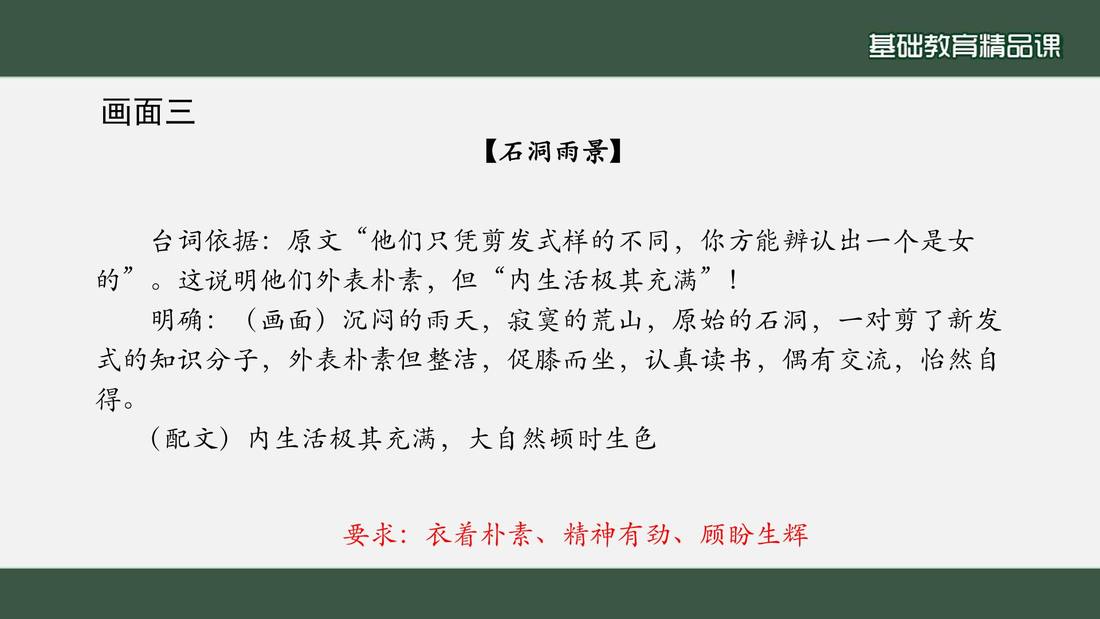 基础教育精品课
画面三
【石洞雨景】
台词依据：原文“他们只凭剪发式样的不同，你方能辨认出一个是女
的”。这说明他们外表朴素，但“内生活极其充满”！
明确：（画面）沉闷的雨天，寂寞的荒山，原始的石洞，一对剪了新发
式的知识分子，外表朴素但整洁，促膝而坐，认真读书，偶有交流，怡然自
得。
（配文）内生活极其充满，大自然顿时生色
要求：衣着朴素、精神有劲、顾盼生辉